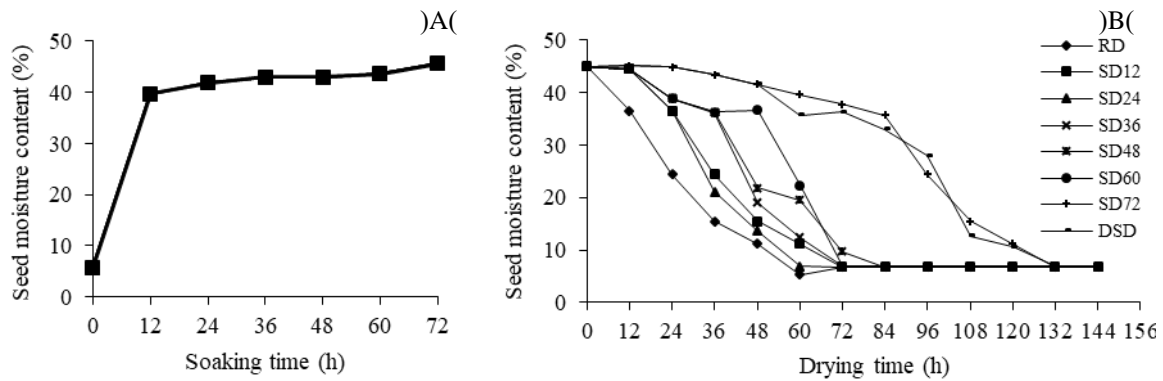 )A(
50
40
30
20
10
0
Seed moisture content (%)
0 12 24 36 48 60 72
Soaking time (h)
)B(
50
40
30
20
10
0
Seed moisture content (%)
0 12 24 36 48 60 72 84 96 108 120 132 144 156
Drying time (h)
RD
SD12
SD24
SD36
SD48
SD60
SD72
DSD